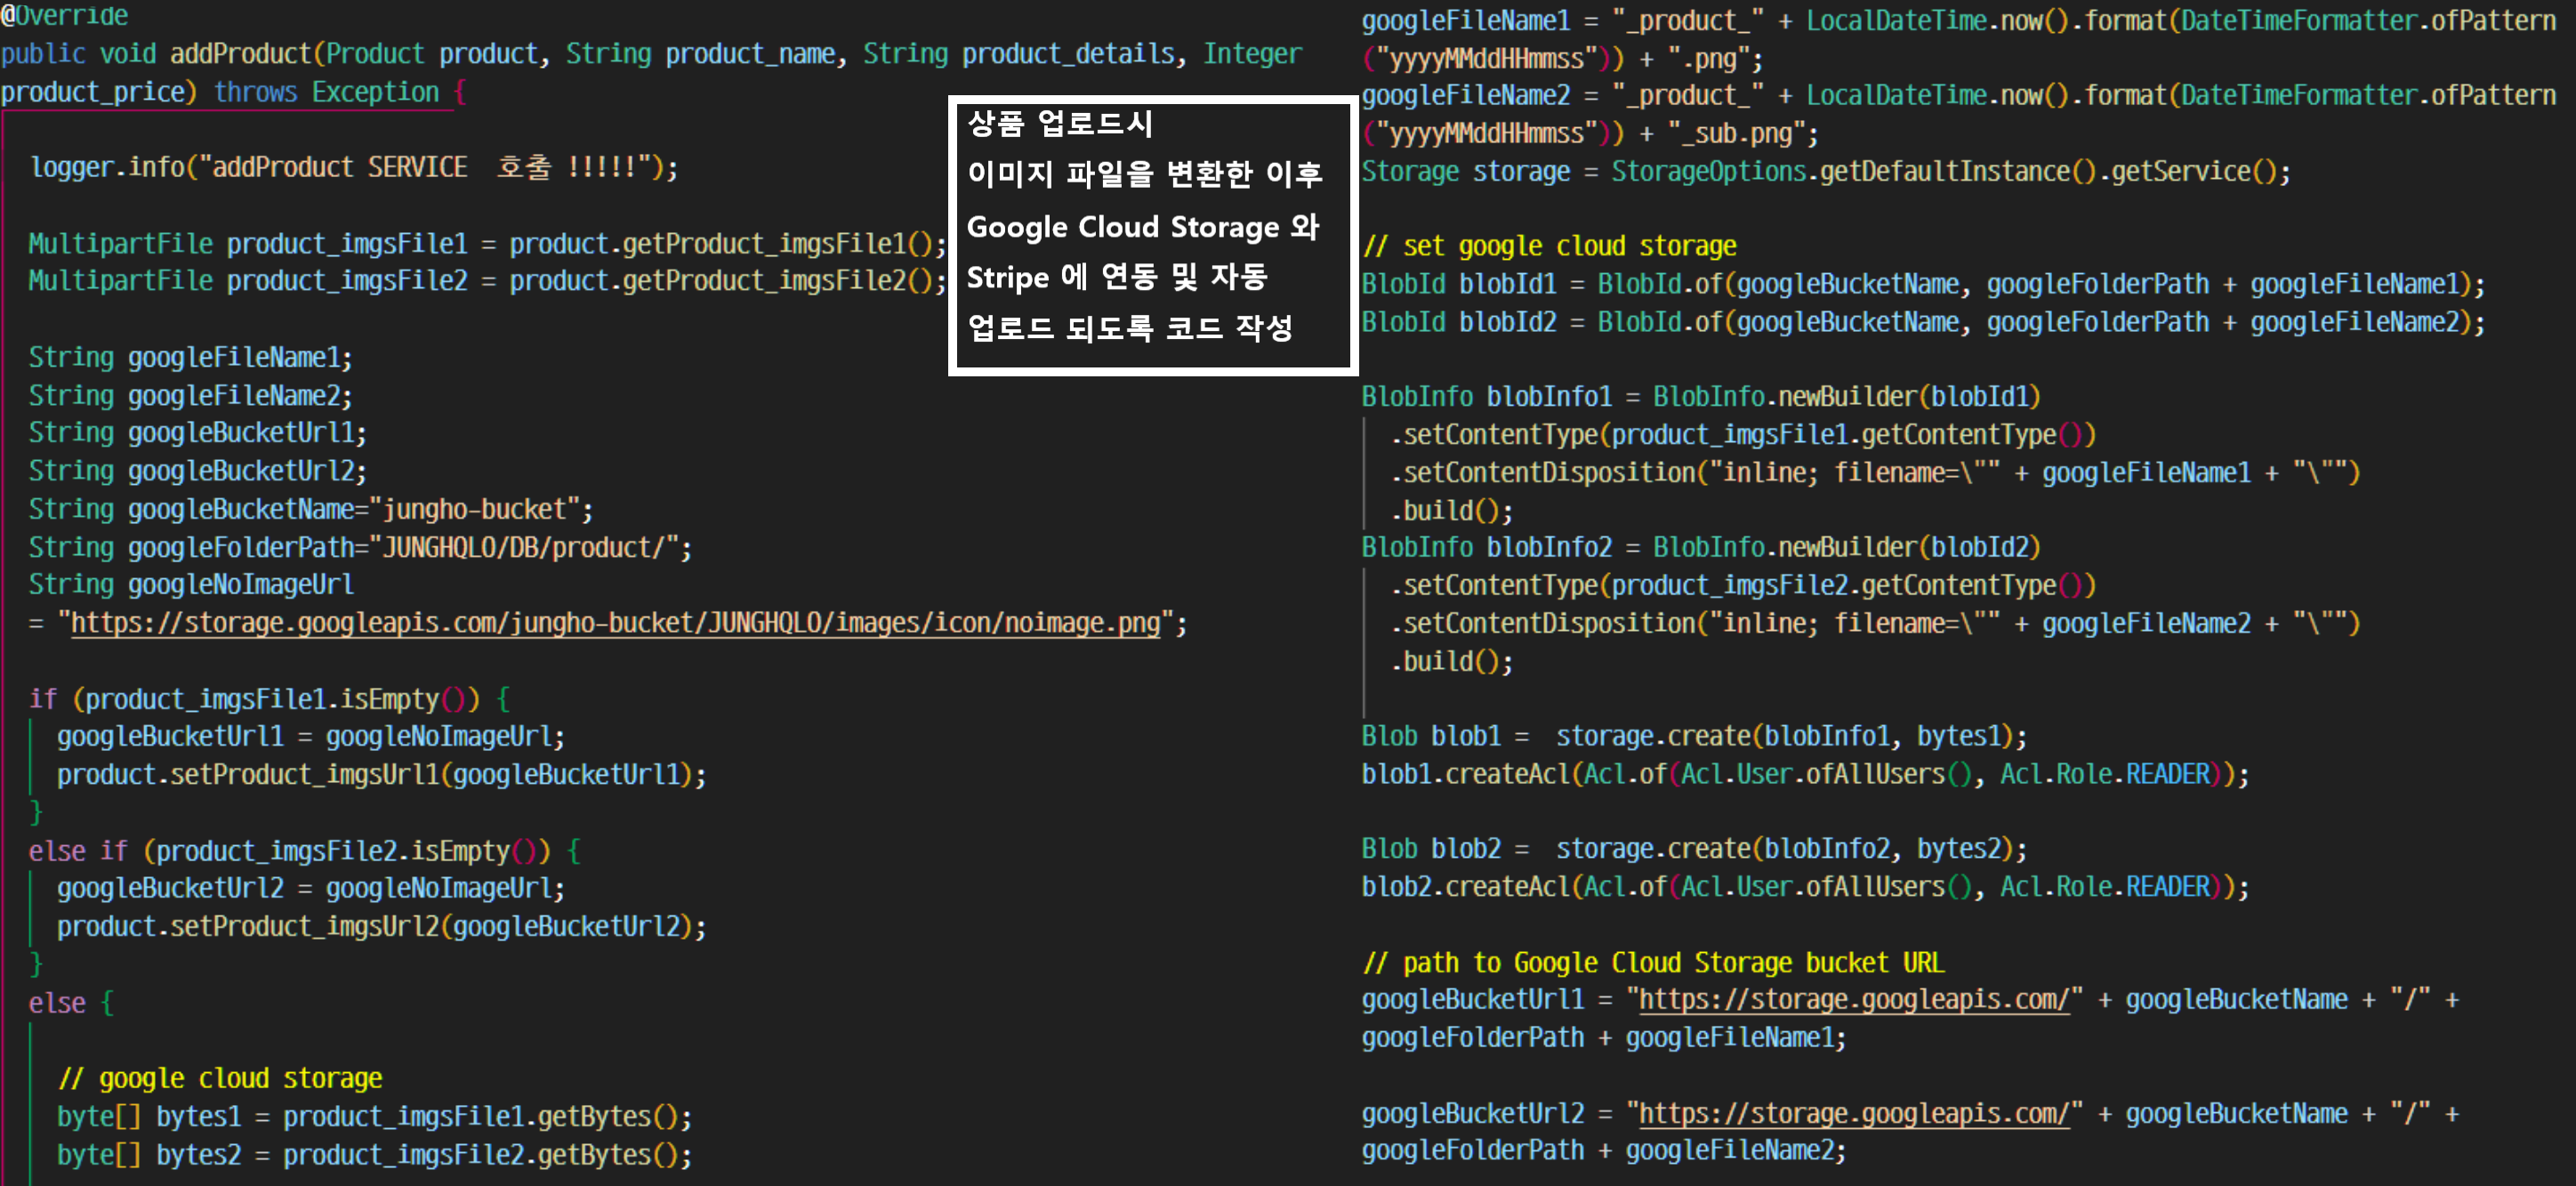 @Override
public void addProduct(Product product, String product_name, String product_details, Integer
product_price) throws Exception {
logger.info("addProduct SERVICE  호출 !!!!!");
MultipartFile product_imgsFile1 = product.getProduct_imgsFile1();
MultipartFile product_imgsFile2 = product.getProduct_imgsFile2();
String googleFileName1;
String googleFileName2;
String googleBucketUrl1;
String googleBucketUrl2;
String googleBucketName="jungho-bucket";
String googleFolderPath="JUNGHQLO/DB/product/";
String googleNoImageUrl
= "https://storage.googleapis.com/jungho-bucket/JUNGHQLO/images/icon/noimage.png";
if (product_imgsFile1.isEmpty()) {
googleBucketUrl1 = googleNoImageUrl;
product.setProduct_imgsUrl1(googleBucketUrl1);
}
else if (product_imgsFile2.isEmpty()) {
googleBucketUrl2 = googleNoImageUrl;
product.setProduct_imgsUrl2(googleBucketUrl2);
}
else {
// google cloud storage
byte[] bytes1 = product_imgsFile1.getBytes();
byte[] bytes2 = product_imgsFile2.getBytes();
상품 업로드시
이미지 파일을 변환한 이후
Google Cloud Storage 와
Stripe 에 연동 및 자동
업로드 되도록 코드 작성
googleFileName1 = "_product_" + LocalDateTime.now().format(DateTimeFormatter.ofPattern
("yyyyMMddHHmmss")) + ".png";
googleFileName2 = "_product_" + LocalDateTime.now().format(DateTimeFormatter.ofPattern
("yyyyMMddHHmmss")) + "_sub.png";
Storage storage = StorageOptions.getDefaultInstance().getService();
// set google cloud storage
BlobId blobId1 = BlobId.of(googleBucketName, googleFolderPath + googleFileName1);
BlobId blobId2 = BlobId.of(googleBucketName, googleFolderPath + googleFileName2);
BlobInfo blobInfo1 = BlobInfo.newBuilder(blobId1)
.setContentType(product_imgsFile1.getContentType())
.setContentDisposition("inline; filename=\"" + googleFileName1 + "\"")
.build();
BlobInfo blobInfo2 = BlobInfo.newBuilder(blobId2)
.setContentType(product_imgsFile2.getContentType())
.setContentDisposition("inline; filename=\"" + googleFileName2 + "\"")
.build();
Blob blob1 =  storage.create(blobInfo1, bytes1);
blob1.createAcl(Acl.of(Acl.User.ofAllUsers(), Acl.Role.READER));
Blob blob2 =  storage.create(blobInfo2, bytes2);
blob2.createAcl(Acl.of(Acl.User.ofAllUsers(), Acl.Role.READER));
// path to Google Cloud Storage bucket URL
googleBucketUrl1 = "https://storage.googleapis.com/" + googleBucketName + "/" +
googleFolderPath + googleFileName1;
googleBucketUrl2 = "https://storage.googleapis.com/" + googleBucketName + "/" +
googleFolderPath + googleFileName2;